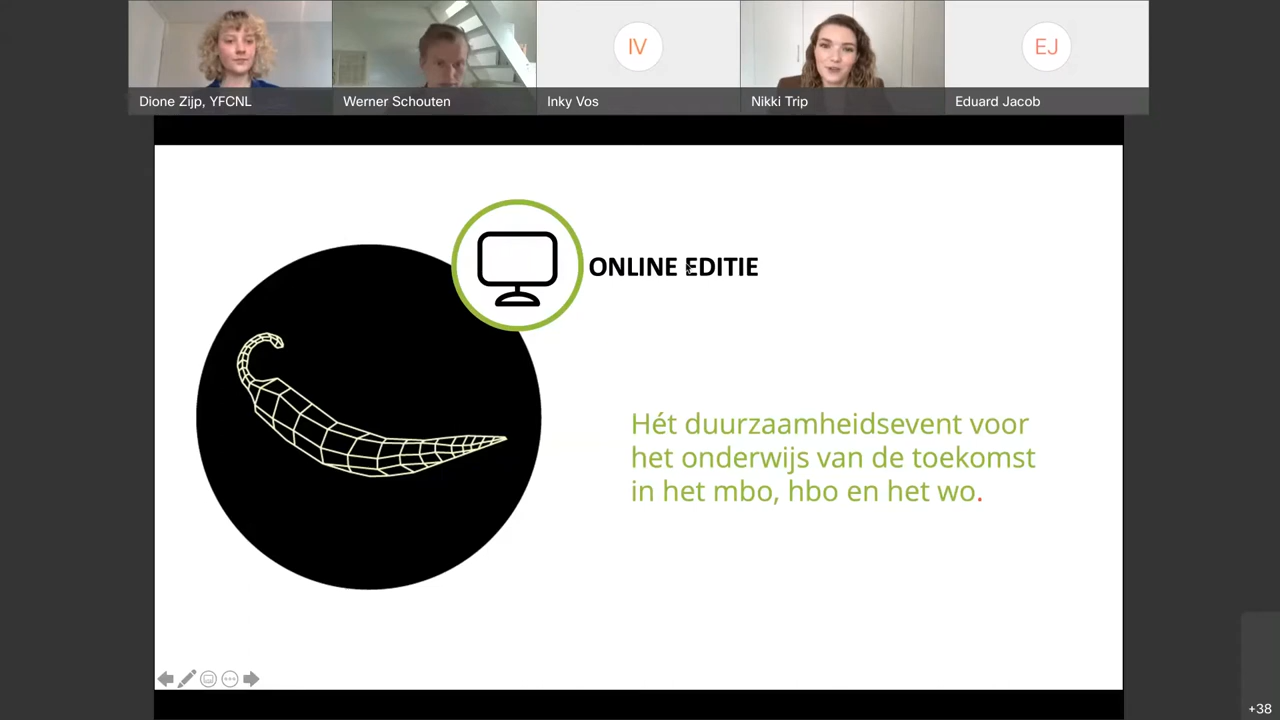 Dione Zijp, YFCNL
Werner Schouten
IV
Inky Vos
Nikki Trip
EJ
Eduard Jacob
ONLINE EDITIE
Hét duurzaamheidsevent voor
het onderwijs van de toekomst
in het mbo, hbo en het wo.
+38